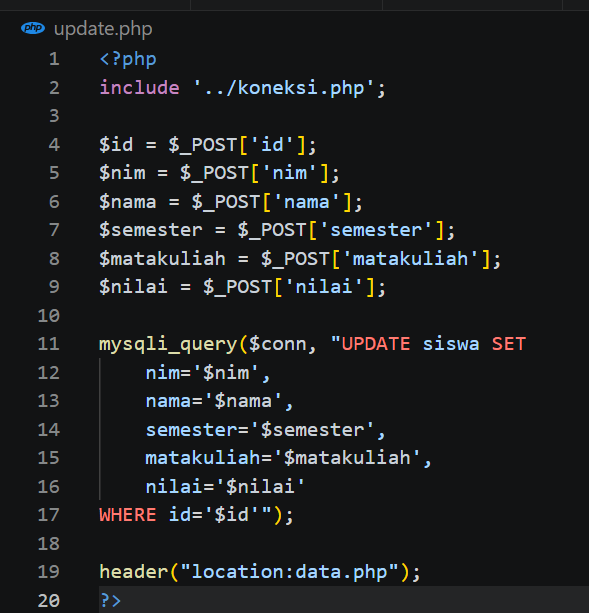 php update.php
1 <?php
2 include '../koneksi.php';
3
4 $id = $_POST['id'];
5 $nim = $_POST['nim'];
6 $nama = $_POST['nama'];
7 $semester = $_POST['semester'];
8 $matakuliah = $_POST['matakuliah'];
9 $nilai = $_POST['nilai'];
10
11 mysqli_query($conn, "UPDATE siswa SET
12     nim='$nim',
13     nama='$nama',
14     semester='$semester',
15     matakuliah='$matakuliah',
16     nilai='$nilai'
17 WHERE id='$id'");
18
19 header("location:data.php");
20 ?>